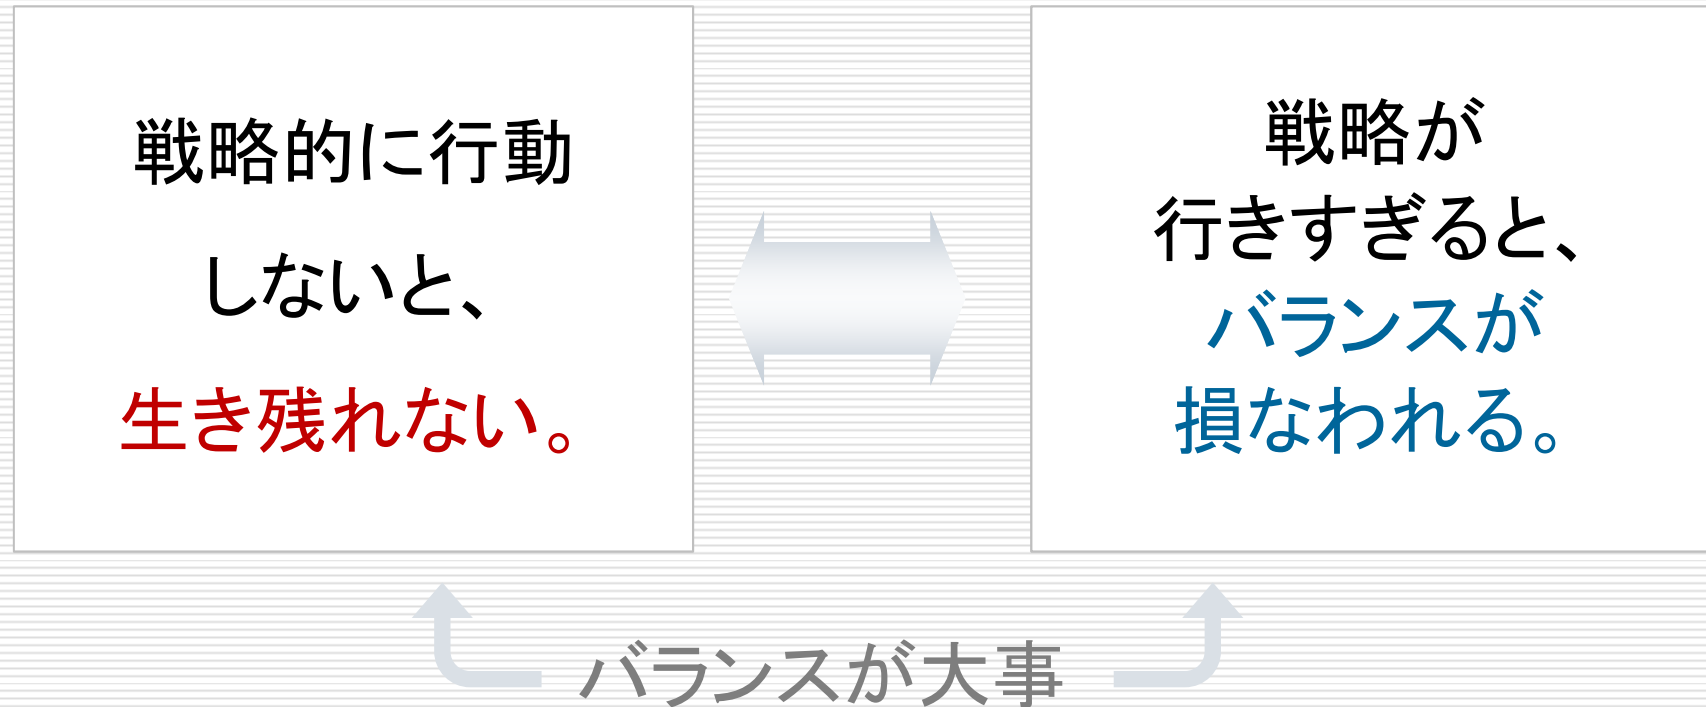 戦略的に行動
しないと、
生き残れない。
戦略が
行きすぎると、
バランスが
損なわれる。
バランスが大事